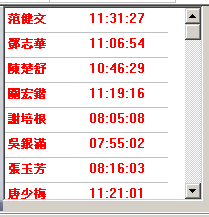 范健文 11:31:27
鄧志華 11:06:54
陳楚舒 10:46:29
關宏鍇 11:19:16
謝培根 08:05:08
吳銀滿 07:55:02
張玉芳 08:16:03
唐少梅 11:21:01